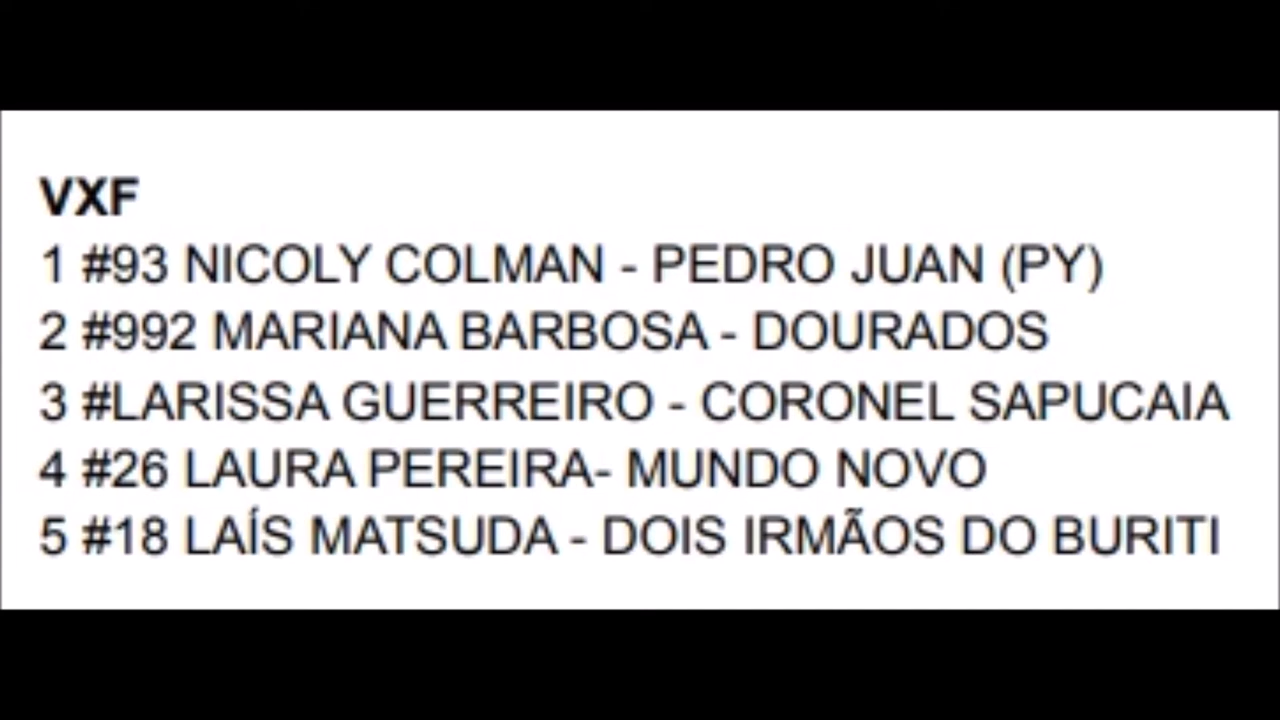 VXF
1 #93 NICOLY COLMAN - PEDRO JUAN (PY)
2 #992 MARIANA BARBOSA - DOURADOS
3 #LARISSA GUERREIRO - CORONEL SAPUCAIA
4 #26 LAURA PEREIRA- MUNDO NOVO
5 #18 LAÍS MATSUDA - DOIS IRMÃOS DO BURITI